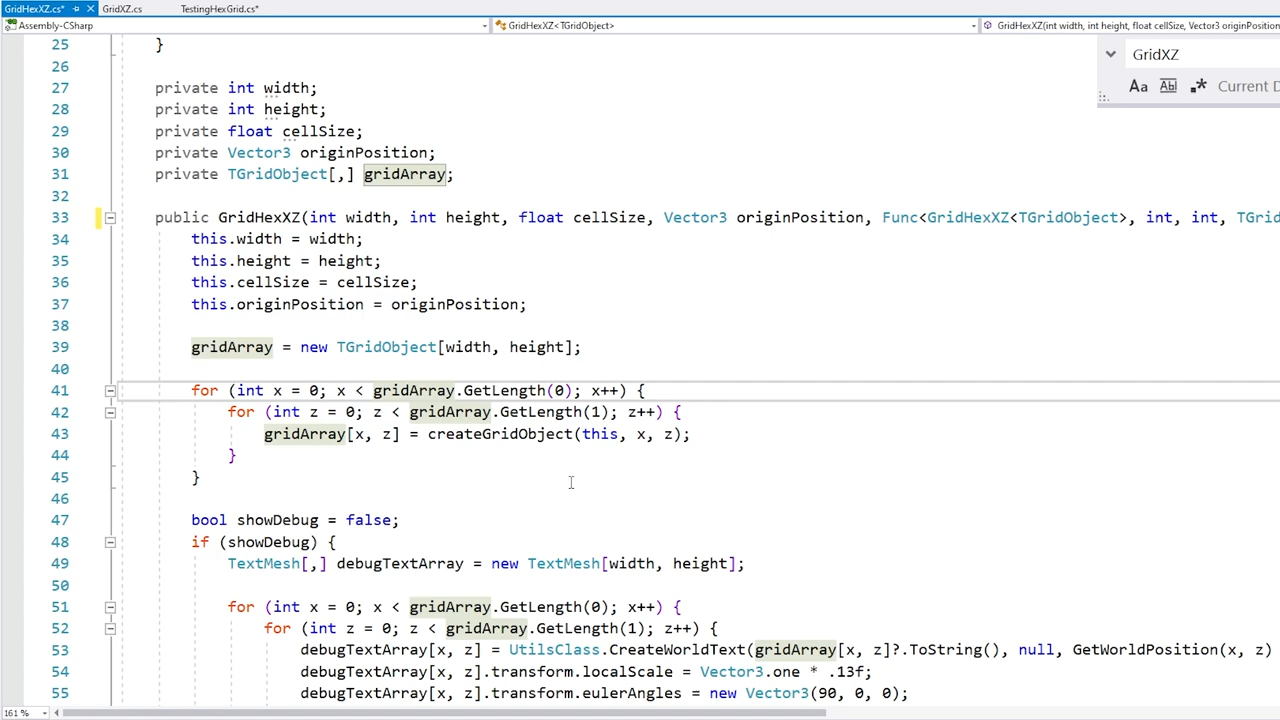 GridHexXZ.cs* GridXZ.cs TestingHexGrid.cs*
Assembly-CSharp GridHexXZ<TGridObject> GridHexXZ(int width, int height, float cellSize, Vector3 originPosition
GridXZ
Aa Abl .* Current D
25 }
26
27 private int width;
28 private int height;
29 private float cellSize;
30 private Vector3 originPosition;
31 private TGridObject[,] gridArray;
32
33 public GridHexXZ(int width, int height, float cellSize, Vector3 originPosition, Func<GridHexXZ<TGridObject>, int, int, TGrid
34 this.width = width;
35 this.height = height;
36 this.cellSize = cellSize;
37 this.originPosition = originPosition;
38
39 gridArray = new TGridObject[width, height];
40
41 for (int x = 0; x < gridArray.GetLength(0); x++) {
42 for (int z = 0; z < gridArray.GetLength(1); z++) {
43 gridArray[x, z] = createGridObject(this, x, z);
44 }
45 }
46
47 bool showDebug = false;
48 if (showDebug) {
49 TextMesh[,] debugTextArray = new TextMesh[width, height];
50
51 for (int x = 0; x < gridArray.GetLength(0); x++) {
52 for (int z = 0; z < gridArray.GetLength(1); z++) {
53 debugTextArray[x, z] = UtilsClass.CreateWorldText(gridArray[x, z]?.ToString(), null, GetWorldPosition(x, z)
54 debugTextArray[x, z].transform.localScale = Vector3.one * .13f;
55 debugTextArray[x, z].transform.eulerAngles = new Vector3(90, 0, 0);
161 %